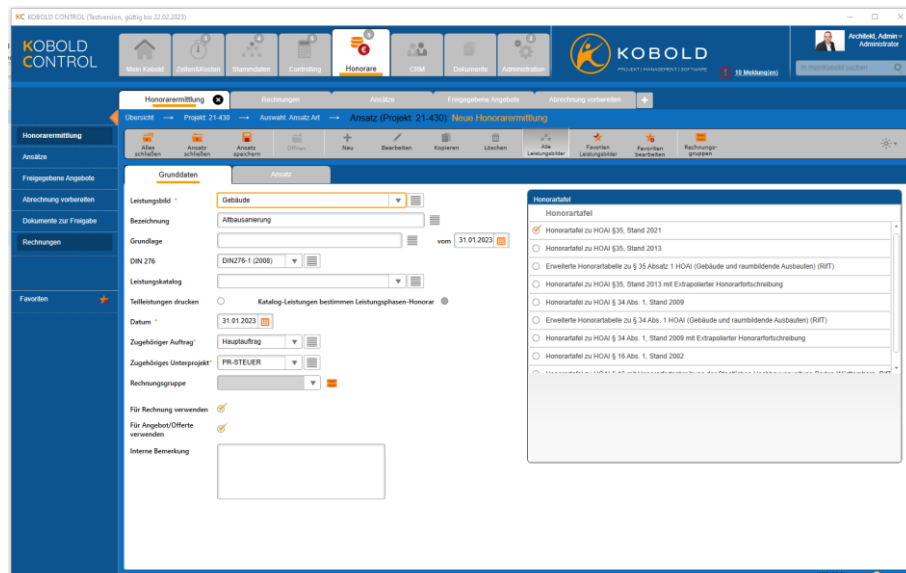 KC KOBOLD CONTROL (Testversion, gültig bis 22.02.2023)
KOBOLD
CONTROL
Mein Kobold
Zeiten&Kosten
Stammdaten
Controlling
Honorare
CRM
Dokumente
Administration
KOBOLD
PROJEKT | MANAGEMENT | SOFTWARE
18 Meldung(en)
Architekt, Admin
Administrator
Honorarermittlung
Rechnungen
Ansätze
Freigegebene Angebote
Abrechnung vorbereiten
Übersicht → Projekt: 21-430 → Auswahl: Ansatz Art → Ansatz (Projekt: 21-430) Neue Honorarermittlung
Honorarermittlung
Ansätze
Freigegebene Angebote
Abrechnung vorbereiten
Dokumente zur Freigabe
Rechnungen
Favoriten
Alles schließen
Ansatz schließen
Ansatz speichern
Öffnen
Neu
Bearbeiten
Kopieren
Löschen
Alle Leistungsbilder
Favoriten Leistungsbilder
Favoriten bearbeiten
Rechnungs-gruppen
Grunddaten
Ansatz
Leistungsbild * Gebäude
Bezeichnung Altbausanierung
Grundlage vom 31.01.2023
DIN 276 DIN276-1 (2008)
Leistungskatalog
Teilleistungen drucken Katalog-Leistungen bestimmen Leistungsphasen-Honorar
Datum * 31.01.2023
Zugehöriger Auftrag* Hauptauftrag
Zugehöriges Unterprojekt* PR-STEUER
Rechnungsgruppe
Für Rechnung verwenden
Für Angebot/Offerte
verwenden
Interne Bemerkung
Honorartafel
Honorartafel
Honorartafel zu HOAI §35, Stand 2021
Honorartafel zu HOAI §35, Stand 2013
Erweiterte Honorartabelle zu § 35 Absatz 1 HOAI (Gebäude und raumbildende Ausbauten) (RifT)
Honorartafel zu HOAI §35, Stand 2013 mit Extrapolierter Honorarfortschreibung
Honorartafel zu HOAI § 34 Abs. 1, Stand 2009
Erweiterte Honorartabelle zu § 34 Abs. 1 HOAI (Gebäude und raumbildende Ausbauten) (RifT)
Honorartafel zu HOAI § 34 Abs. 1, Stand 2009 mit Extrapolierter Honorarfortschreibung
Honorartafel zu HOAI § 16 Abs. 1, Stand 2002